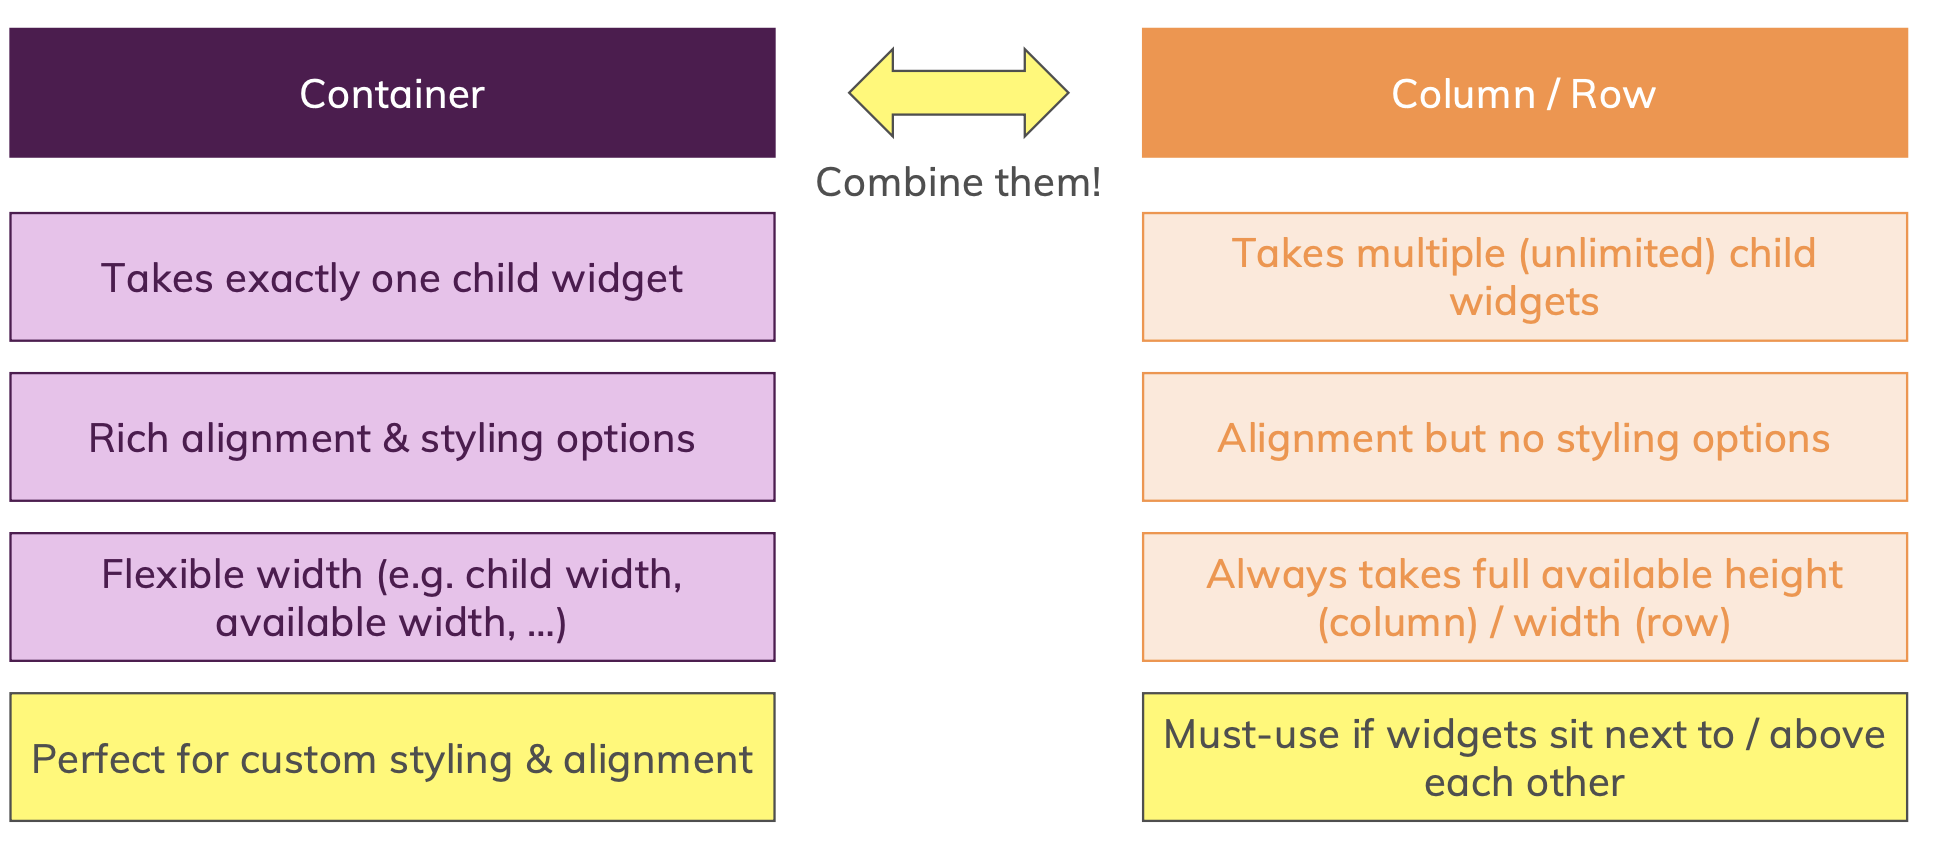 Container
Column / Row
Combine them!
Takes exactly one child widget
Takes multiple (unlimited) child
widgets
Rich alignment & styling options
Alignment but no styling options
Flexible width (e.g. child width,
available width, ...)
Always takes full available height
(column) / width (row)
Perfect for custom styling & alignment
Must-use if widgets sit next to / above
each other